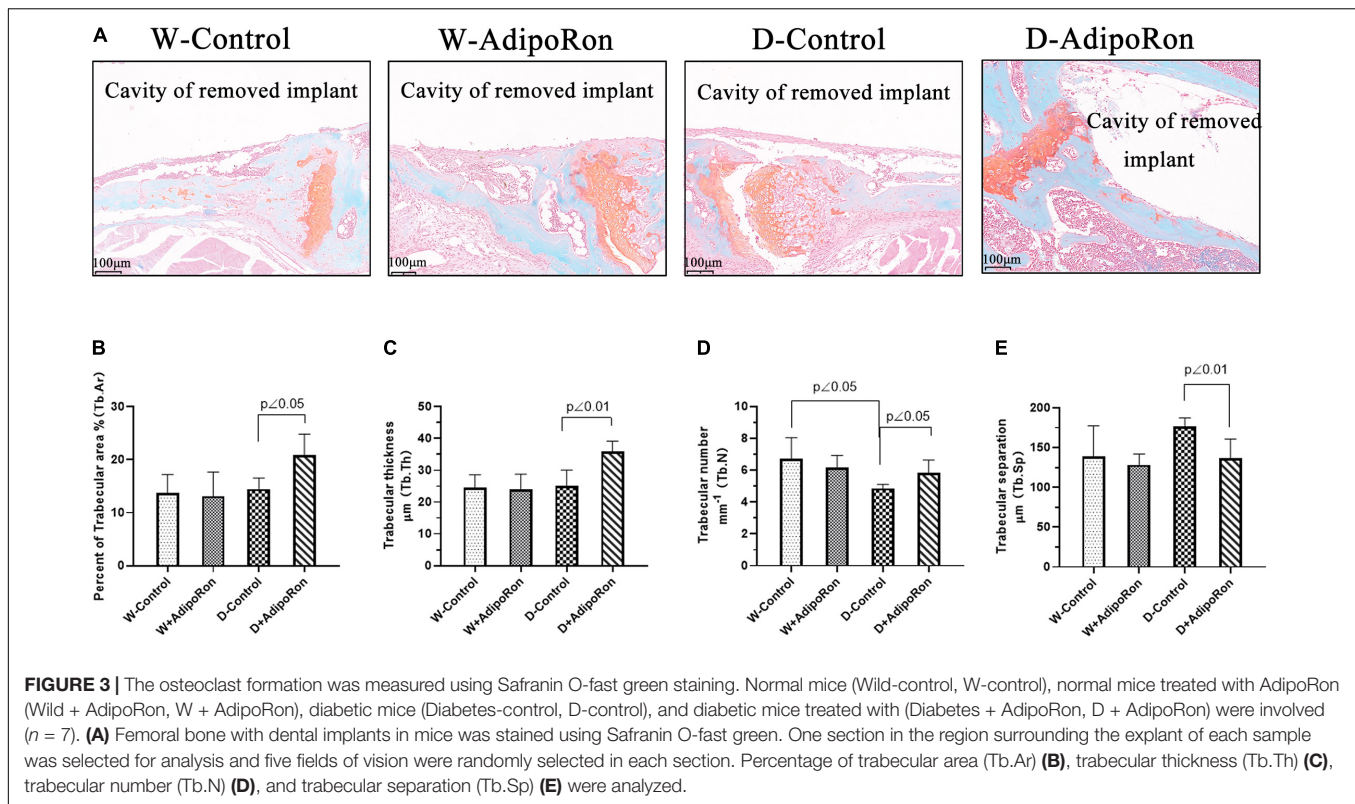 A
W-Control
W-AdipoRon
D-Control
D-AdipoRon
Cavity of removed implant
Cavity of removed implant
Cavity of removed implant
Cavity of removed
implant
100μm
100μm
100μm
100μm
B
Percent of Trabecular area % (Tb.Ar)
30
20
10
0
p∠0.05
W-Control
W+AdipoRon
D-Control
D+AdipoRon
C
Trabecular thickness
μm (Tb.Th)
50
40
30
20
10
0
p∠0.01
W-Control
W+AdipoRon
D-Control
D+AdipoRon
D
Trabecular number
mm⁻¹ (Tb.N)
10
8
6
4
2
0
p∠0.05
p∠0.05
W-Control
W+AdipoRon
D-Control
D+AdipoRon
E
Trabecular separation
μm (Tb.Sp)
200
150
100
50
0
p∠0.01
W-Control
W+AdipoRon
D-Control
D+AdipoRon
FIGURE 3 | The osteoclast formation was measured using Safranin O-fast green staining. Normal mice (Wild-control, W-control), normal mice treated with AdipoRon
(Wild + AdipoRon, W + AdipoRon), diabetic mice (Diabetes-control, D-control), and diabetic mice treated with (Diabetes + AdipoRon, D + AdipoRon) were involved
(n = 7). (A) Femoral bone with dental implants in mice was stained using Safranin O-fast green. One section in the region surrounding the explant of each sample
was selected for analysis and five fields of vision were randomly selected in each section. Percentage of trabecular area (Tb.Ar) (B), trabecular thickness (Tb.Th) (C),
trabecular number (Tb.N) (D), and trabecular separation (Tb.Sp) (E) were analyzed.